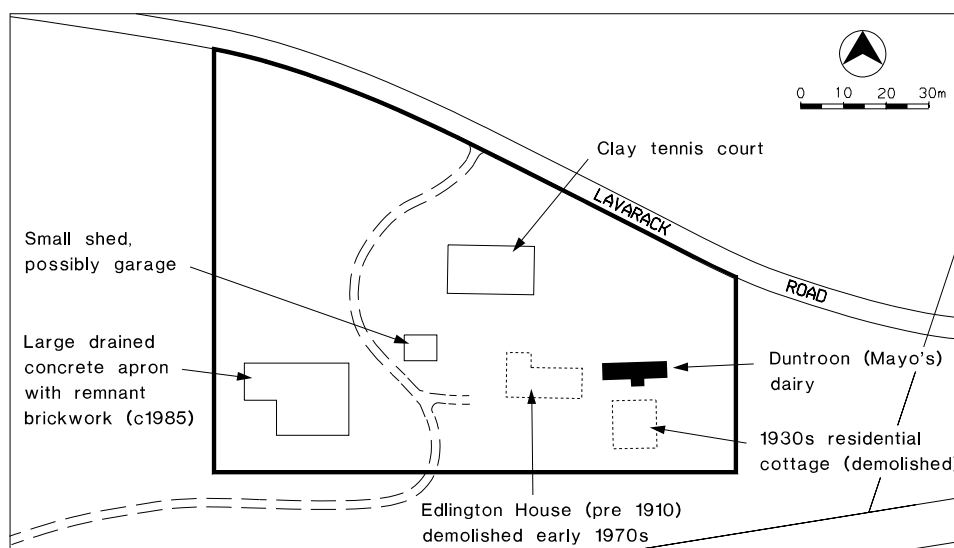 0 10 20 30m
Clay tennis court
LAVARACK
ROAD
Small shed,
possibly garage
Large drained
concrete apron
with remnant
brickwork (c1985)
Duntroon (Mayo's)
dairy
1930s residential
cottage (demolished)
Edlington House (pre 1910)
demolished early 1970s